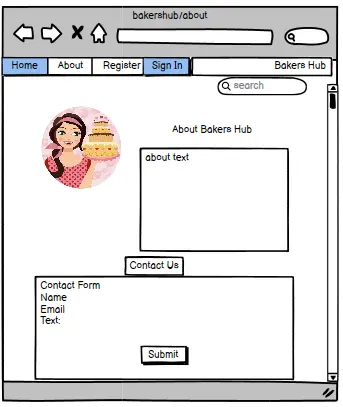 bakershub/about
Home About Register Sign In Bakers Hub
search
About Bakers Hub
about text
Contact Us
Contact Form
Name
Email
Text:
Submit